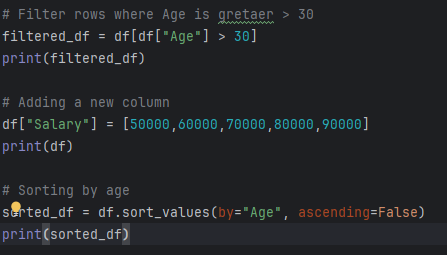 # Filter rows where Age is gretaer > 30
filtered_df = df[df["Age"] > 30]
print(filtered_df)
# Adding a new column
df["Salary"] = [50000,60000,70000,80000,90000]
print(df)
# Sorting by age
sorted_df = df.sort_values(by="Age", ascending=False)
print(sorted_df)